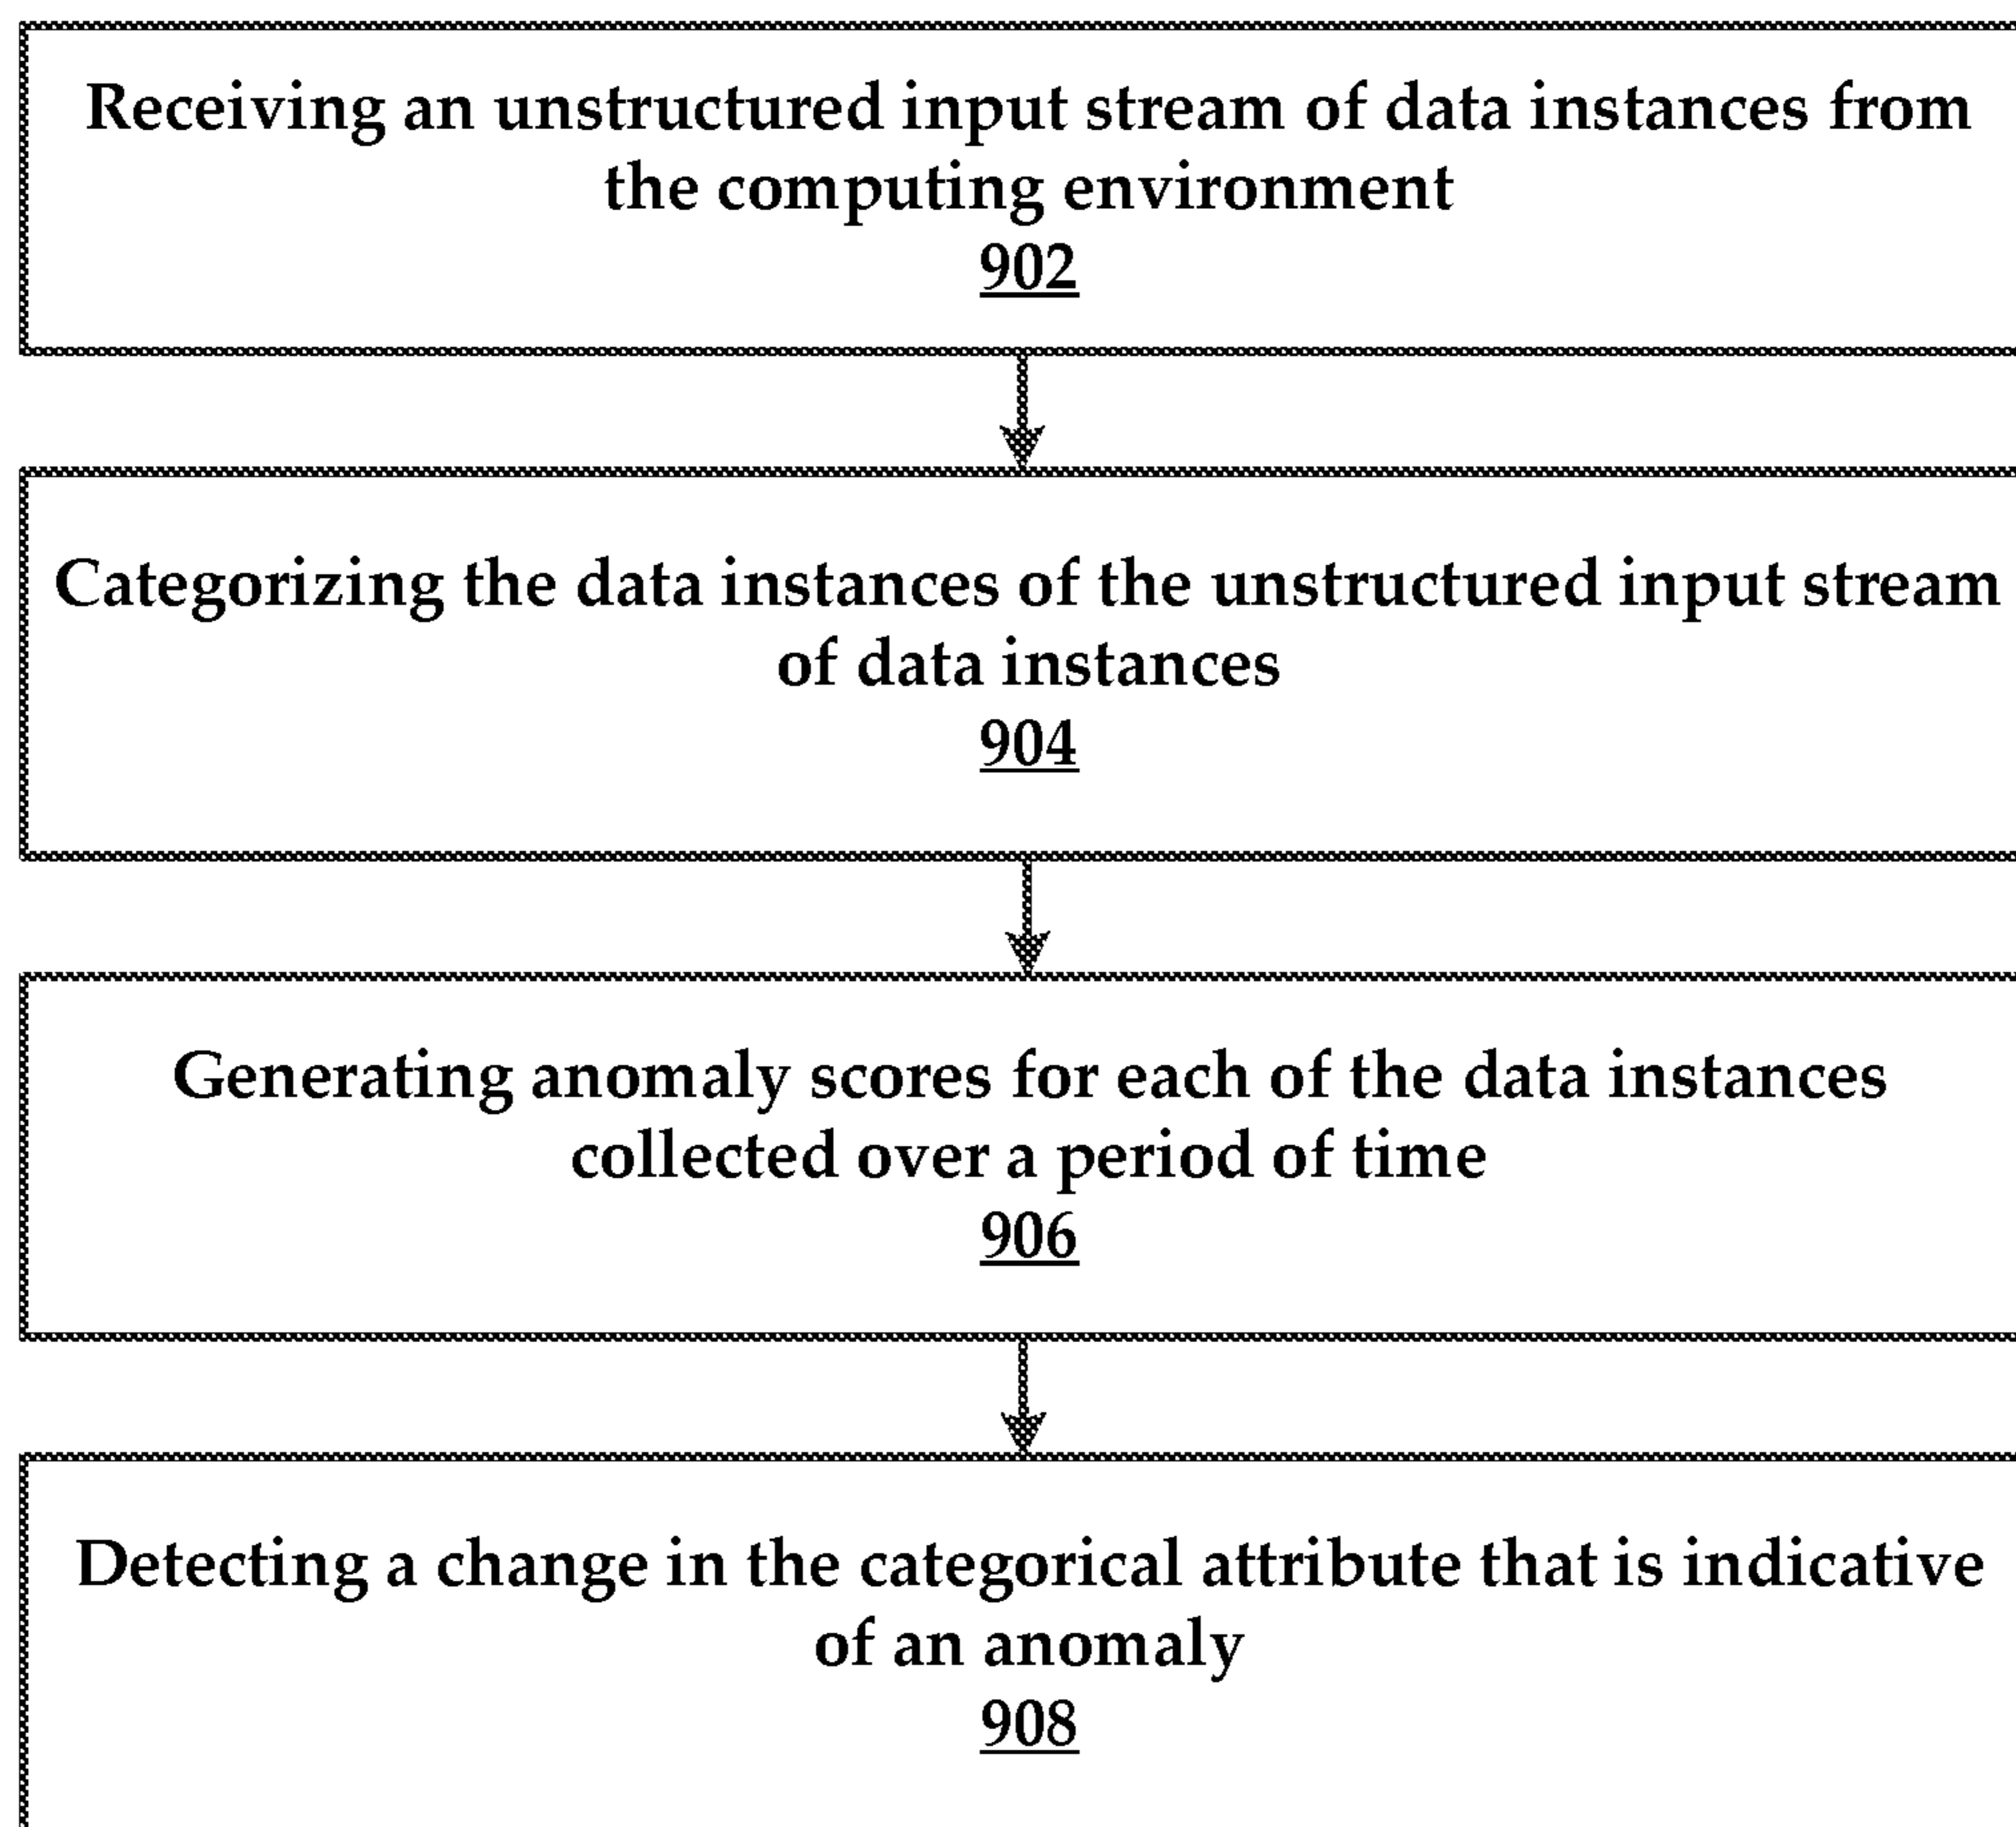 Receiving an unstructured input stream of data instances from
the computing environment
902
Categorizing the data instances of the unstructured input stream
of data instances
904
Generating anomaly scores for each of the data instances
collected over a period of time
906
Detecting a change in the categorical attribute that is indicative
of an anomaly
908